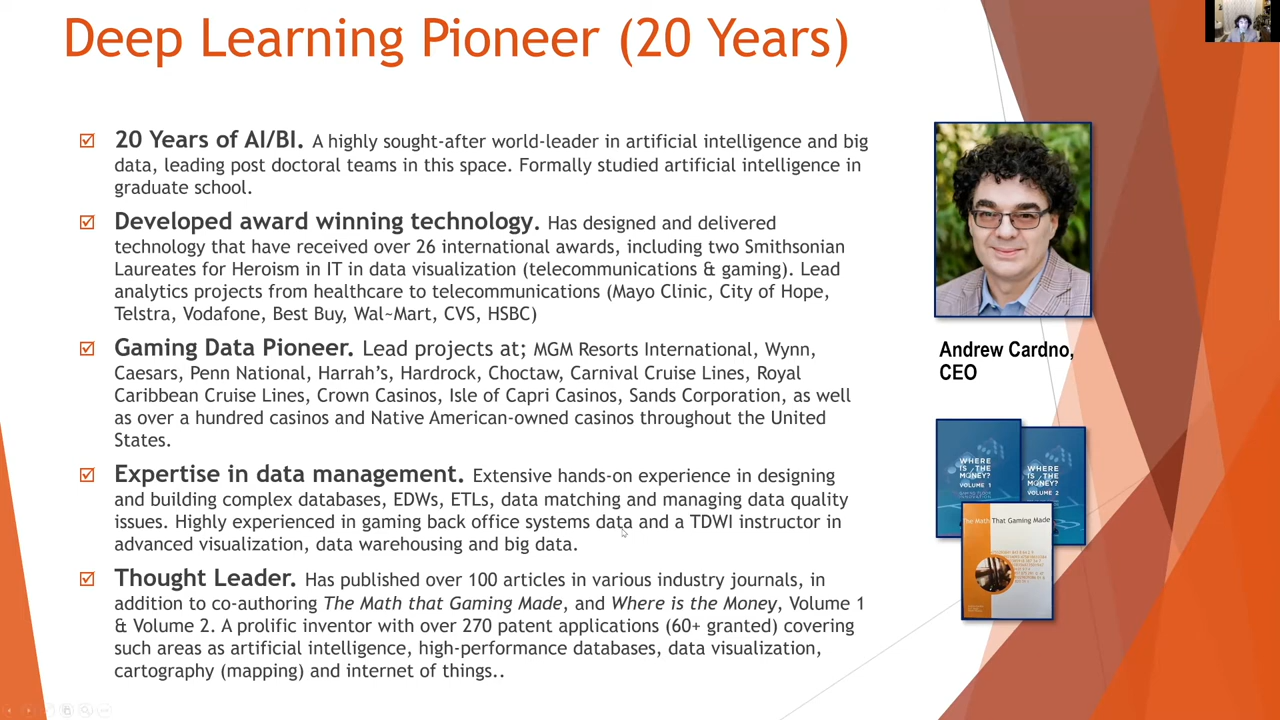 Deep Learning Pioneer (20 Years)
20 Years of AI/BI. A highly sought-after world-leader in artificial intelligence and big
data, leading post doctoral teams in this space. Formally studied artificial intelligence in
graduate school.
Developed award winning technology. Has designed and delivered
technology that have received over 26 international awards, including two Smithsonian
Laureates for Heroism in IT in data visualization (telecommunications & gaming). Lead
analytics projects from healthcare to telecommunications (Mayo Clinic, City of Hope,
Telstra, Vodafone, Best Buy, Wal~Mart, CVS, HSBC)
Gaming Data Pioneer. Lead projects at; MGM Resorts International, Wynn,
Caesars, Penn National, Harrah’s, Hardrock, Choctaw, Carnival Cruise Lines, Royal
Caribbean Cruise Lines, Crown Casinos, Isle of Capri Casinos, Sands Corporation, as well
as over a hundred casinos and Native American-owned casinos throughout the United
States.
Expertise in data management. Extensive hands-on experience in designing
and building complex databases, EDWs, ETLs, data matching and managing data quality
issues. Highly experienced in gaming back office systems data and a TDWI instructor in
advanced visualization, data warehousing and big data.
Thought Leader. Has published over 100 articles in various industry journals, in
addition to co-authoring The Math that Gaming Made, and Where is the Money, Volume 1
& Volume 2. A prolific inventor with over 270 patent applications (60+ granted) covering
such areas as artificial intelligence, high-performance databases, data visualization,
cartography (mapping) and internet of things..
Andrew Cardno,
CEO
WHERE
IS THE
MONEY?
VOLUME 1
WHERE
IS THE
MONEY?
VOLUME 2
The Math That Gaming Made